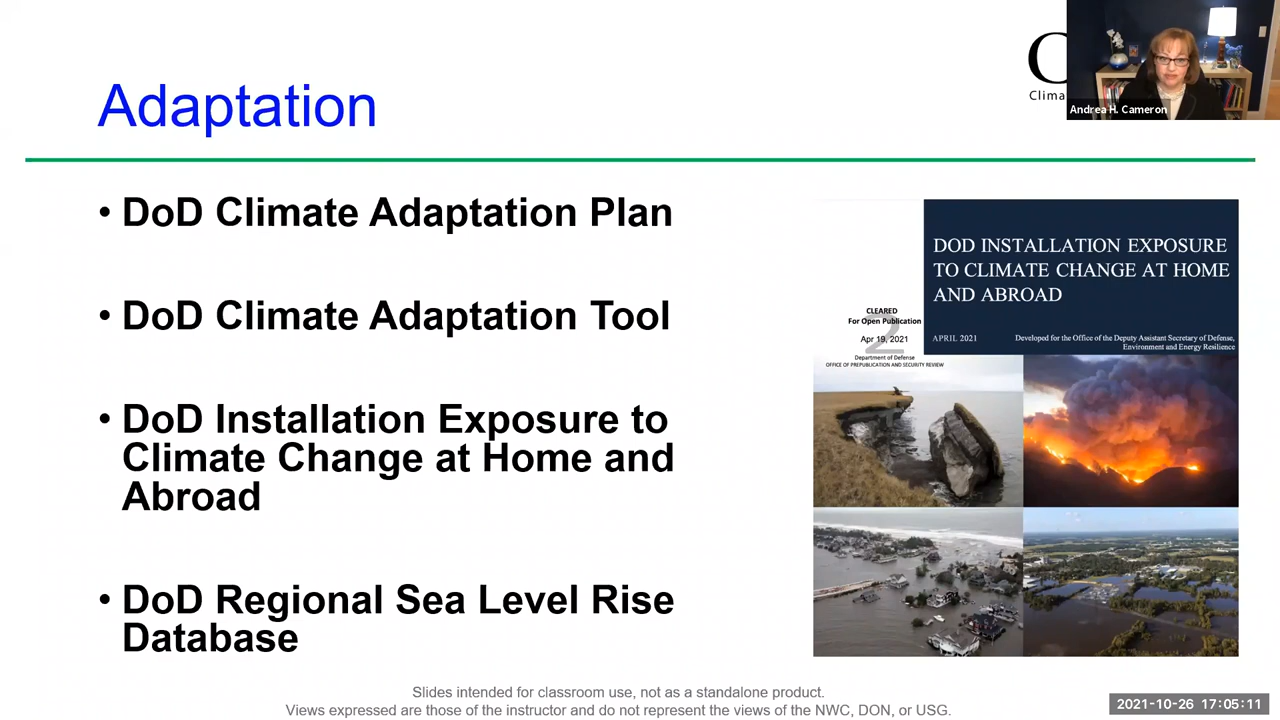 C
Clima
Andrea H. Cameron
Adaptation
• DoD Climate Adaptation Plan
• DoD Climate Adaptation Tool
• DoD Installation Exposure to
Climate Change at Home and
Abroad
• DoD Regional Sea Level Rise
Database
DOD INSTALLATION EXPOSURE
TO CLIMATE CHANGE AT HOME
AND ABROAD
APRIL 2021
Developed for the Office of the Deputy Assistant Secretary of Defense,
Environment and Energy Resilience
CLEARED
For Open Publication
2
Apr 19, 2021
Department of Defense
OFFICE OF PREPUBLICATION AND SECURITY REVIEW
Slides intended for classroom use, not as a standalone product.
Views expressed are those of the instructor and do not represent the views of the NWC, DON, or USG.
2021-10-26 17:05:11